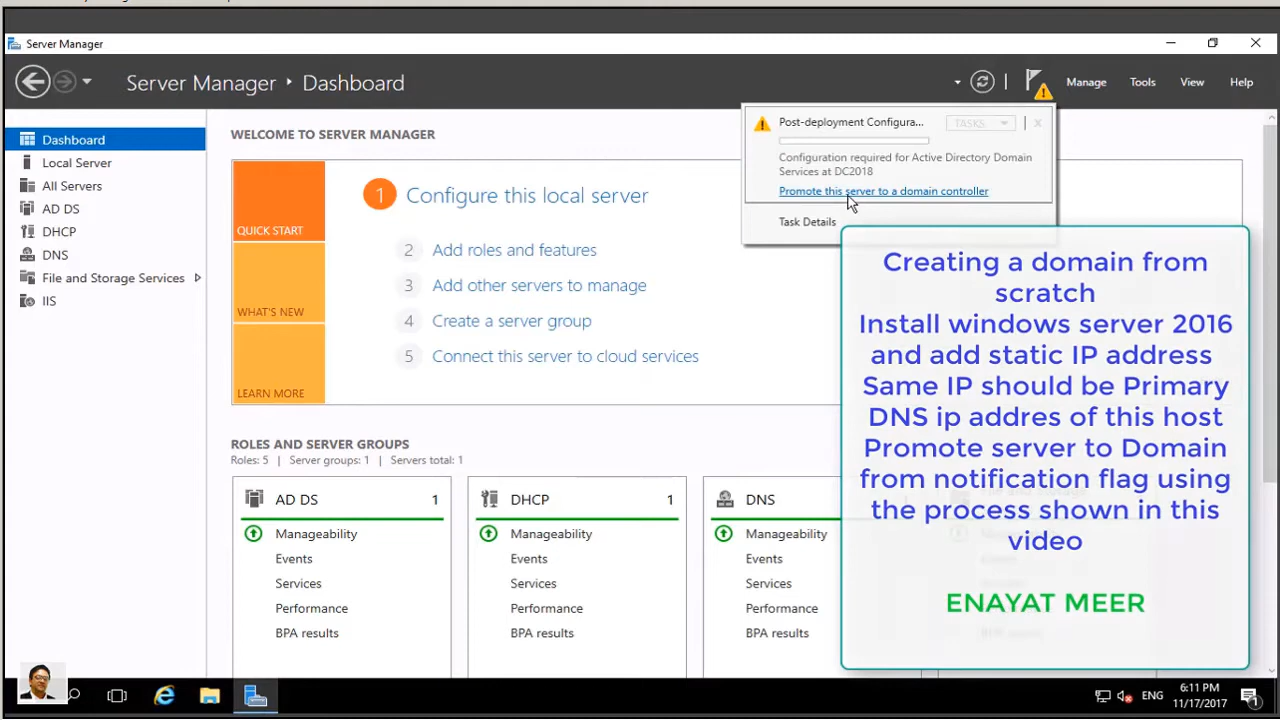 Server Manager
Server Manager ‣ Dashboard
Manage
Tools
View
Help
Dashboard
Local Server
All Servers
AD DS
DHCP
DNS
File and Storage Services
IIS
WELCOME TO SERVER MANAGER
QUICK START
WHAT'S NEW
LEARN MORE
1 Configure this local server
2 Add roles and features
3 Add other servers to manage
4 Create a server group
5 Connect this server to cloud services
Post-deployment Configura...
TASKS
Configuration required for Active Directory Domain
Services at DC2018
Promote this server to a domain controller
Task Details
Creating a domain from
scratch
Install windows server 2016
and add static IP address
Same IP should be Primary
DNS ip addres of this host
Promote server to Domain
from notification flag using
the process shown in this
video
ENAYAT MEER
ROLES AND SERVER GROUPS
Roles: 5 | Server groups: 1 | Servers total: 1
AD DS 1
Manageability
Events
Services
Performance
BPA results
DHCP 1
Manageability
Events
Services
Performance
BPA results
DNS
Manageability
Events
Services
Performance
BPA results
ENG
6:11 PM
11/17/2017
1